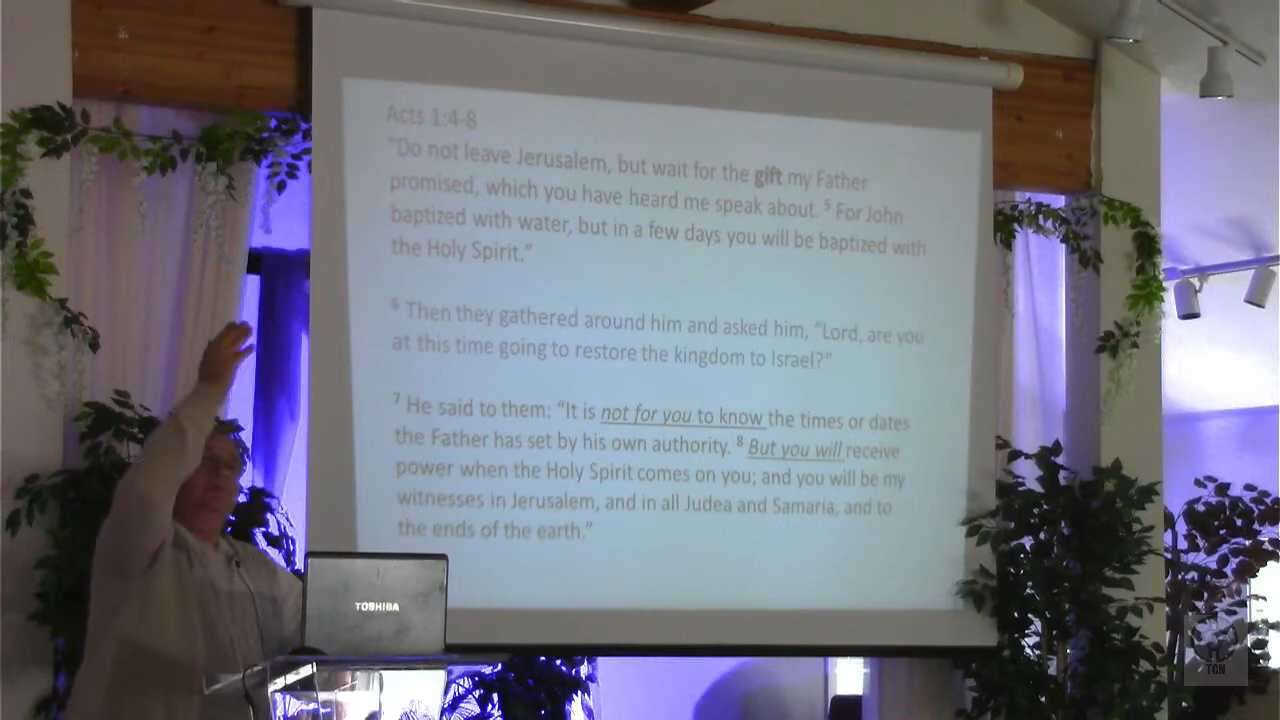 Acts 1:4-8
"Do not leave Jerusalem, but wait for the gift my Father
promised, which you have heard me speak about. 5 For John
baptized with water, but in a few days you will be baptized with
the Holy Spirit."
6 Then they gathered around him and asked him, "Lord, are you
at this time going to restore the kingdom to Israel?"
7 He said to them: "It is not for you to know the times or dates
the Father has set by his own authority. 8 But you will receive
power when the Holy Spirit comes on you; and you will be my
witnesses in Jerusalem, and in all Judea and Samaria, and to
the ends of the earth."
TOSHIBA
TGN